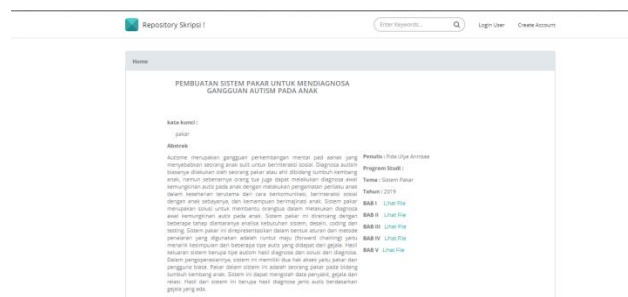 Repository Skripsi !
Enter Keywords...
Login User
Create Account
Home
PEMBUATAN SISTEM PAKAR UNTUK MENDIAGNOSA
GANGGUAN AUTISM PADA ANAK
kata kunci :
pakar
Abstrak
Autisme merupakan gangguan perkembangan mental pad aanak yang
menyebabkan seorang anak sulit untuk berinteraksi sosial. Diagnosa autism
biasanya dilakukan oleh seorang pakar atau ahli dibidang tumbuh kembang
anak, namun sebenarnya orang tua juga dapat melakukan diagnosa awal
kemungkinan autis pada anak dengan melakukan pengamatan perilaku anak
dalam keseharian terutama dari cara berkomunikasi, berinteraksi sosial
dengan anak sebayanya, dan kemampuan berimajinasi anak. Sistem pakar
merupakan solusi untuk membantu orangtua dalam melakukan diagnosa
awal kemungkinan autis pada anak. Sistem pakar ini dirancang dengan
beberapa tahap diantaranya analisa kebutuhan sistem, desain, coding dan
testing. Sistem pakar ini direpresentasikan dalam bentuk aturan dan metode
penalaran yang digunakan adalah runtut maju (forward chaining) yaitu
menarik kesimpulan dari beberapa tipe autis yang didapat dari gejala. Hasil
keluaran sistem berupa tipe autism hasil diagnosa dan solusi dari diagnosa.
Dalam pengoperasiannya, sistem ini memiliki dua hak akses yaitu pakar dan
pengguna biasa. Pakar dalam sistem ini adalah seorang pakar pada bidang
tumbuh kembang anak. Sistem ini dapat mengolah data penyakit, gejala dan
relasi. Hasil dari sistem ini berupa hasil diagnosa jenis autis berdasarkan
gejala yang ada.
Penulis : Fida Ulya
Program Studi :
Tema : Sistem Pakar
Tahun : 2019
BAB I Lihat File
BAB II Lihat File
BAB III Lihat File
BAB IV Lihat File
BAB V Lihat File